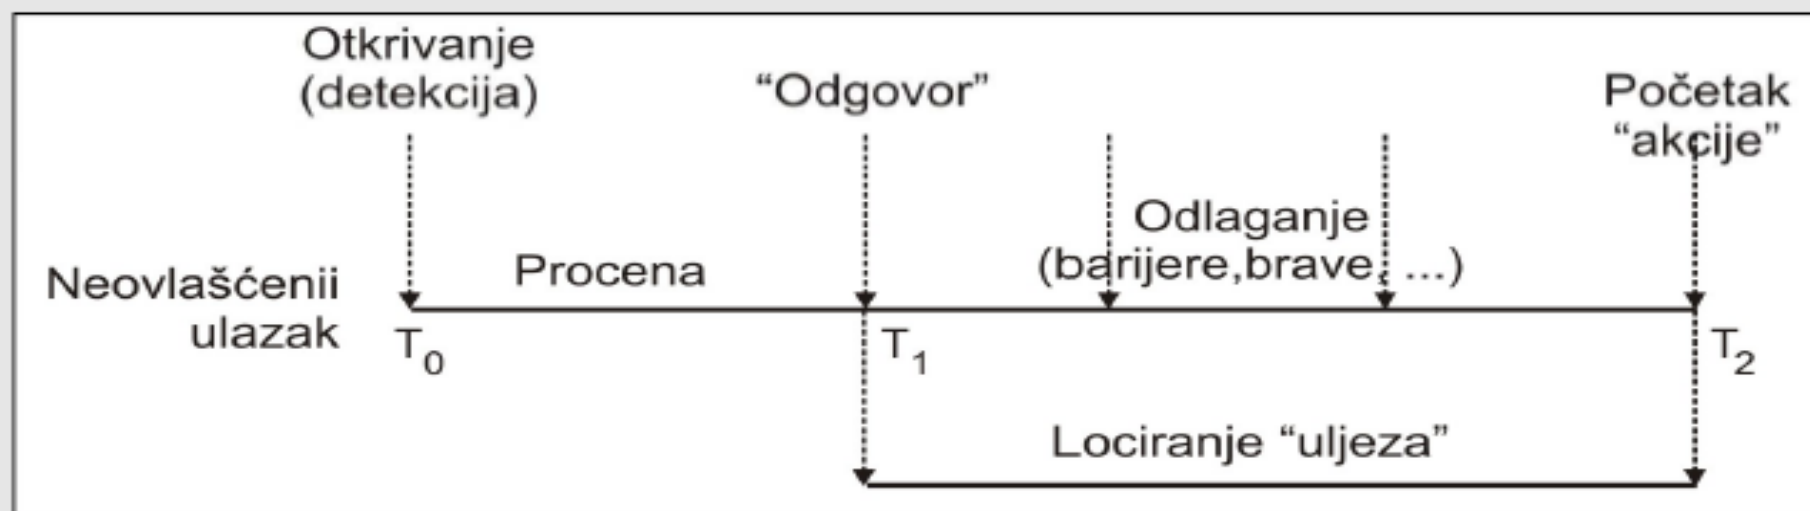 Otkrivanje
(detekcija)
“Odgovor”
Početak
“akcije”
Odlaganje
(barijere,brave, ...)
Procena
Neovlašćenii
ulazak
T0
T1
T2
Lociranje “uljeza”